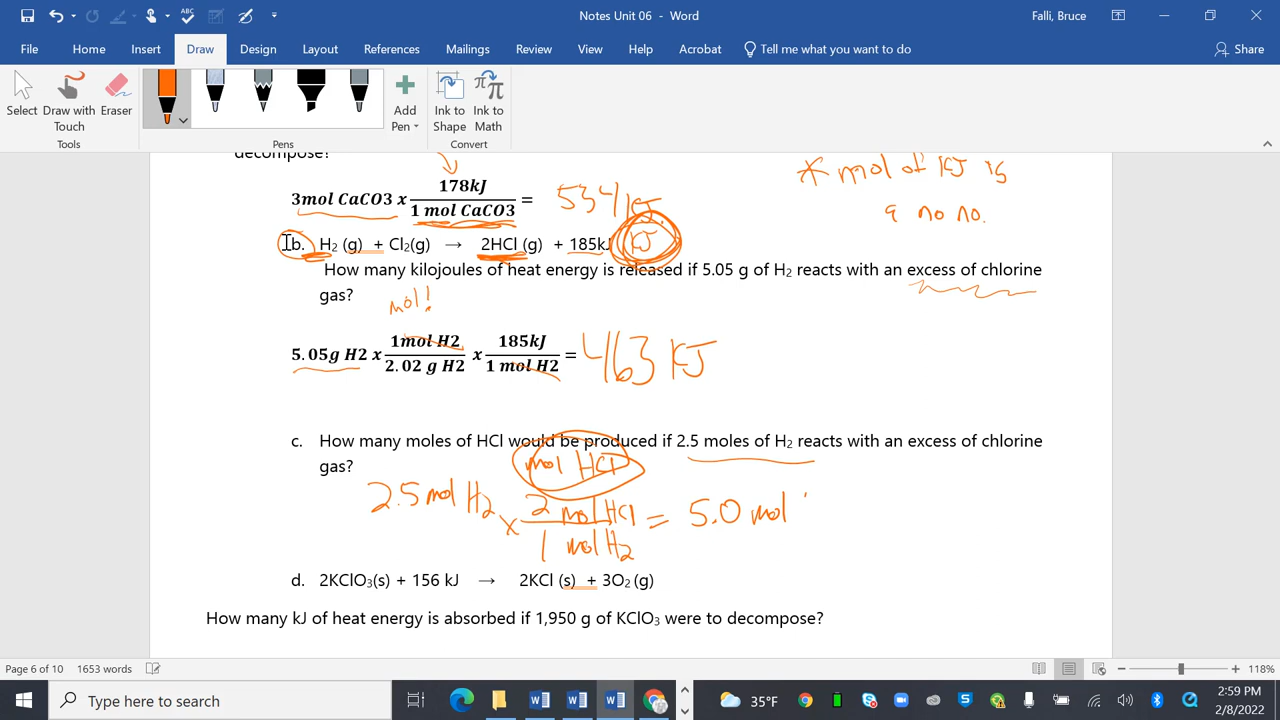 Notes Unit 06 - Word
Falli, Bruce
File Home Insert Draw Design Layout References Mailings Review View Help Acrobat Tell me what you want to do Share
Select Draw with Touch Eraser Add Pen Ink to Shape Ink to Math
Tools Pens Convert
decompose?
* mol of KJ is
a no no.
3mol CaCO3 x 178kJ / 1 mol CaCO3 = 534 KJ
b. H2 (g) + Cl2(g) → 2HCl (g) + 185kJ KJ
How many kilojoules of heat energy is released if 5.05 g of H2 reacts with an excess of chlorine
gas?
mol!
5.05g H2 x 1mol H2 / 2.02 g H2 x 185kJ / 1 mol H2 = 463 KJ
c. How many moles of HCl would be produced if 2.5 moles of H2 reacts with an excess of chlorine
gas?
mol HCl
2.5 mol H2 x 2 mol HCl / 1 mol H2 = 5.0 mol
d. 2KClO3(s) + 156 kJ → 2KCl (s) + 3O2 (g)
How many kJ of heat energy is absorbed if 1,950 g of KClO3 were to decompose?
Page 6 of 10 1653 words 118%
Type here to search
35°F
2:59 PM
2/8/2022